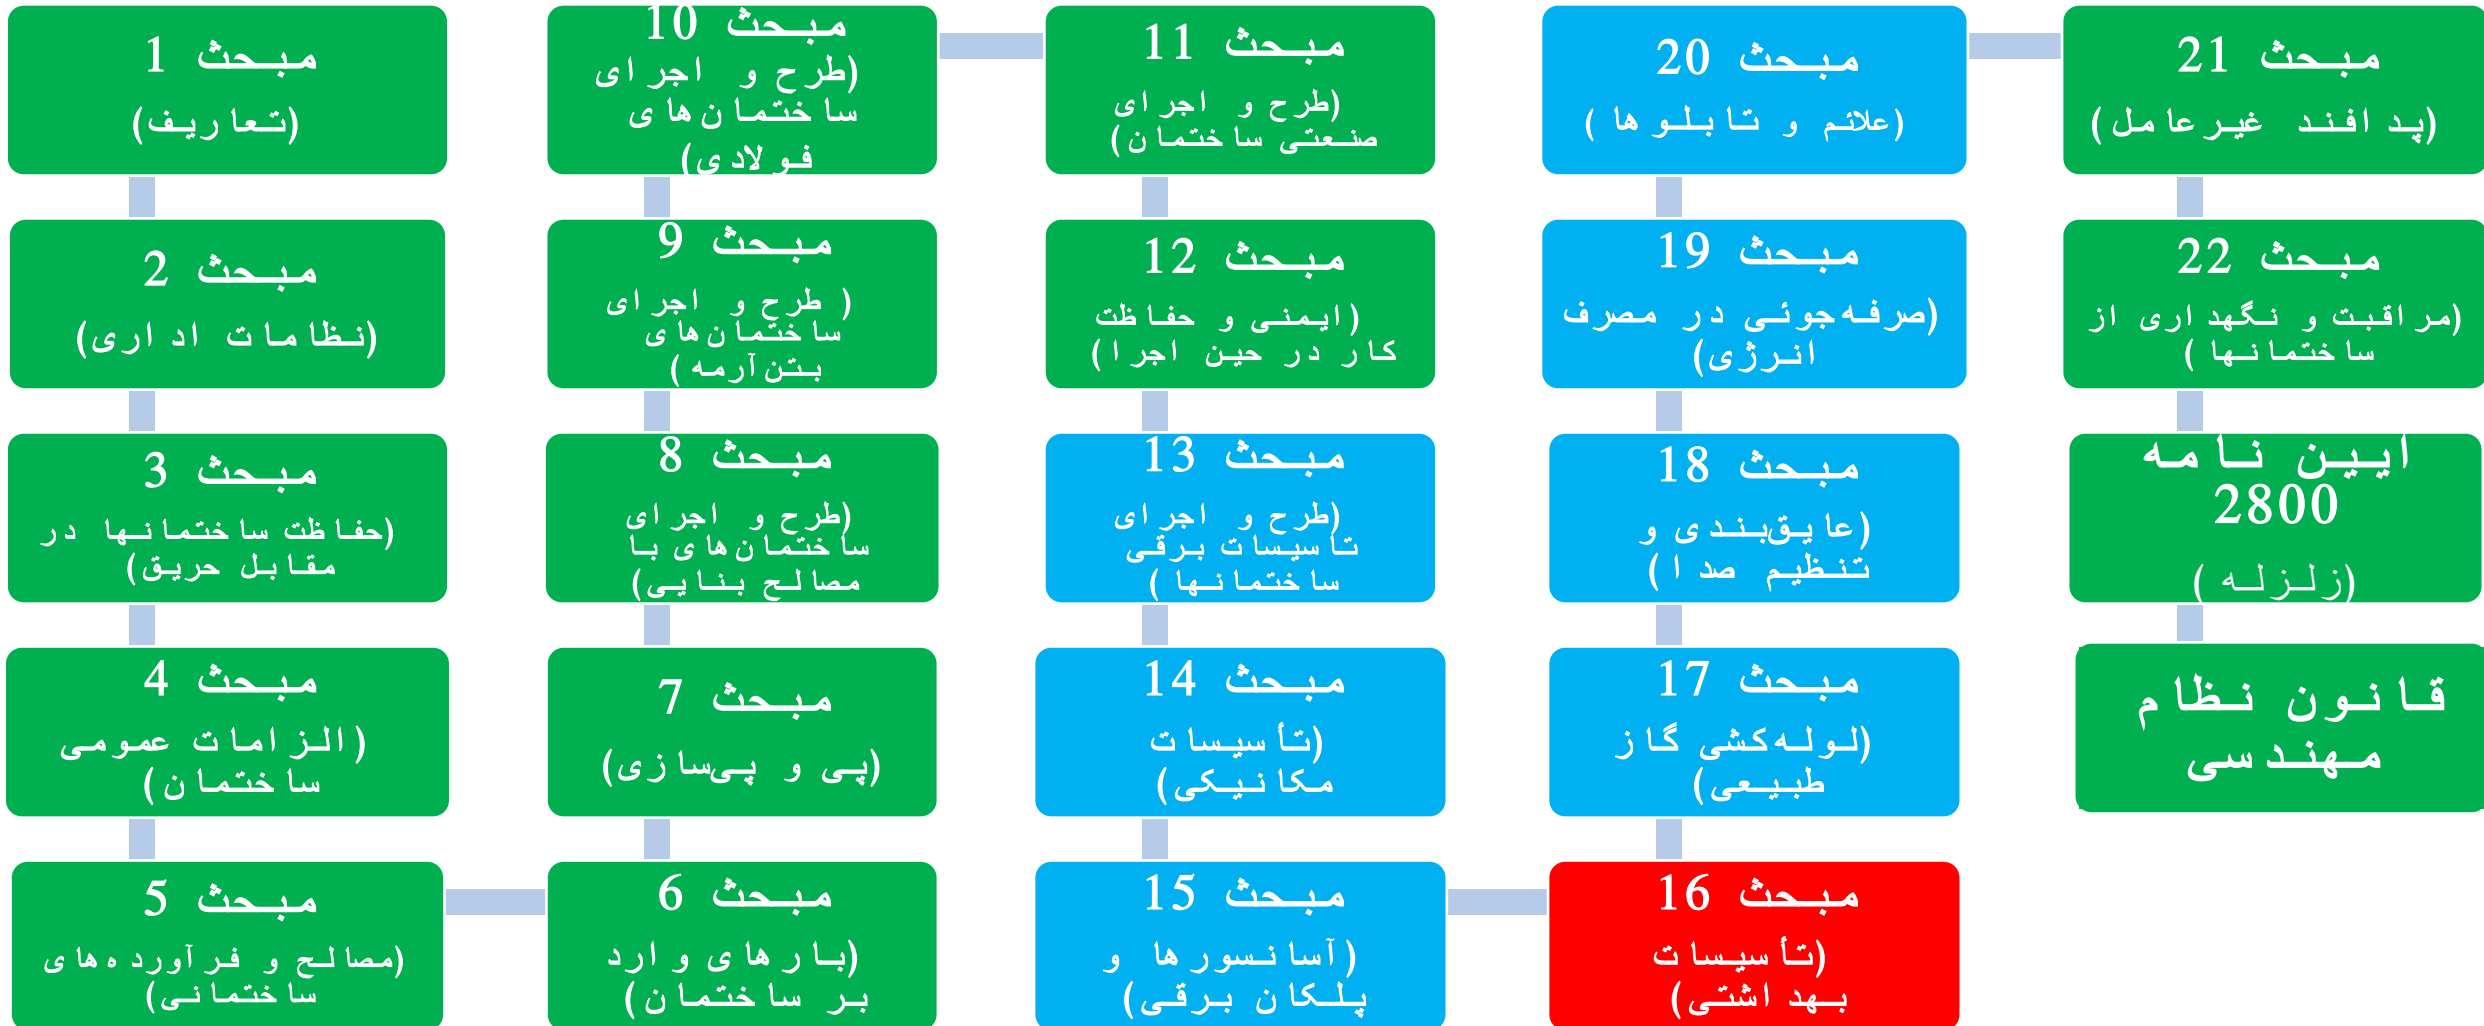 مبحث 1
(تعاریف)
مبحث 2
(نظامات اداری)
مبحث 3
(حفاظت ساختمانها در
مقابل حریق)
مبحث 4
(الزامات عمومی
ساختمان)
مبحث 5
(مصالح و فرآورده‌های
ساختمانی)
مبحث 6
(بارهای وارد
بر ساختمان)
مبحث 7
(پی و پی‌سازی)
مبحث 8
(طرح و اجرای
ساختمان‌های با
مصالح بنایی)
مبحث 9
(طرح و اجرای
ساختمان‌های
بتن‌آرمه)
مبحث 10
(طرح و اجرای
ساختمان‌های
فولادی)
مبحث 11
(طرح و اجرای
صنعتی ساختمان)
مبحث 12
(ایمنی و حفاظت
کار در حین اجرا)
مبحث 13
(طرح و اجرای
تاسیسات برقی
ساختمانها)
مبحث 14
(تأسیسات
مکانیکی)
مبحث 15
(آسانسورها و
پلکان برقی)
مبحث 16
(تأسیسات
بهداشتی)
مبحث 17
(لوله‌کشی گاز
طبیعی)
مبحث 18
(عایق‌بندی و
تنظیم صدا)
مبحث 19
(صرفه‌جوئی در مصرف
انرژی)
مبحث 20
(علائم و تابلوها)
مبحث 21
(پدافند غیرعامل)
مبحث 22
(مراقبت و نگهداری از
ساختمانها)
ایین نامه
2800
(زلزله)
قانون نظام
مهندسی